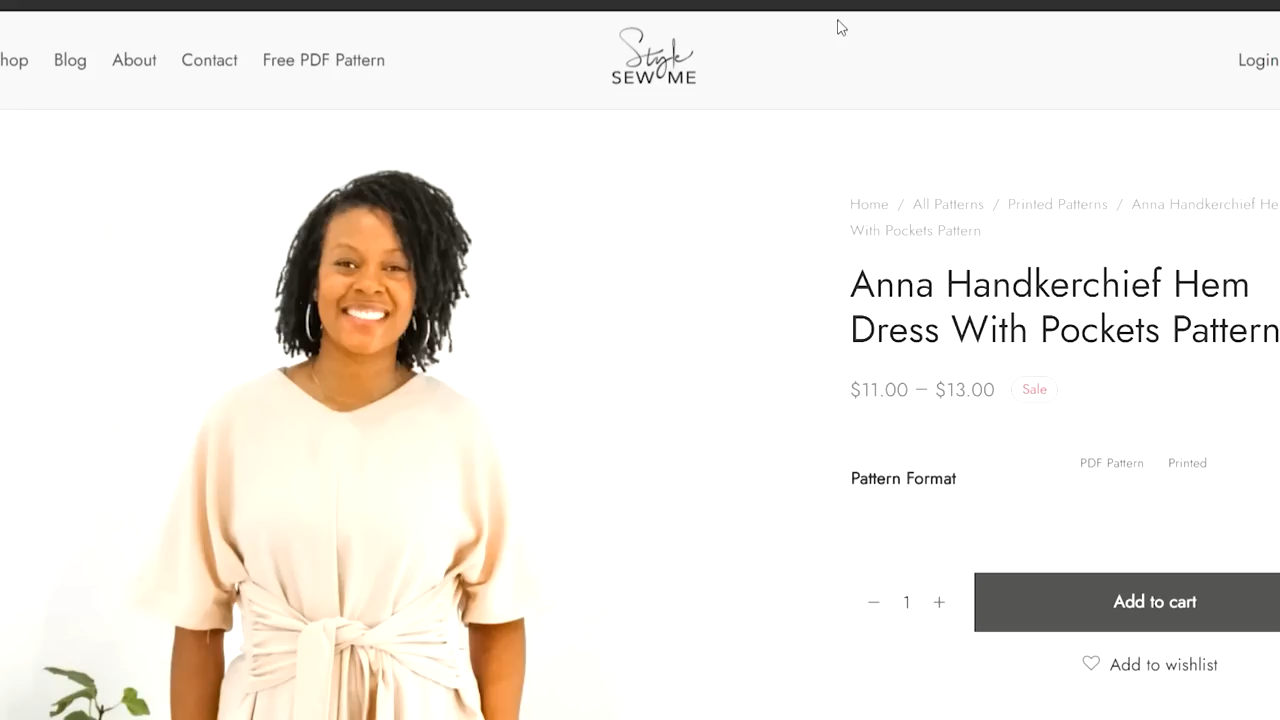 hop Blog About Contact Free PDF Pattern
Style
SEW ME
Login
Home / All Patterns / Printed Patterns / Anna Handkerchief He
With Pockets Pattern
Anna Handkerchief Hem
Dress With Pockets Pattern
$11.00 – $13.00 Sale
PDF Pattern Printed
Pattern Format
− 1 + Add to cart
Add to wishlist